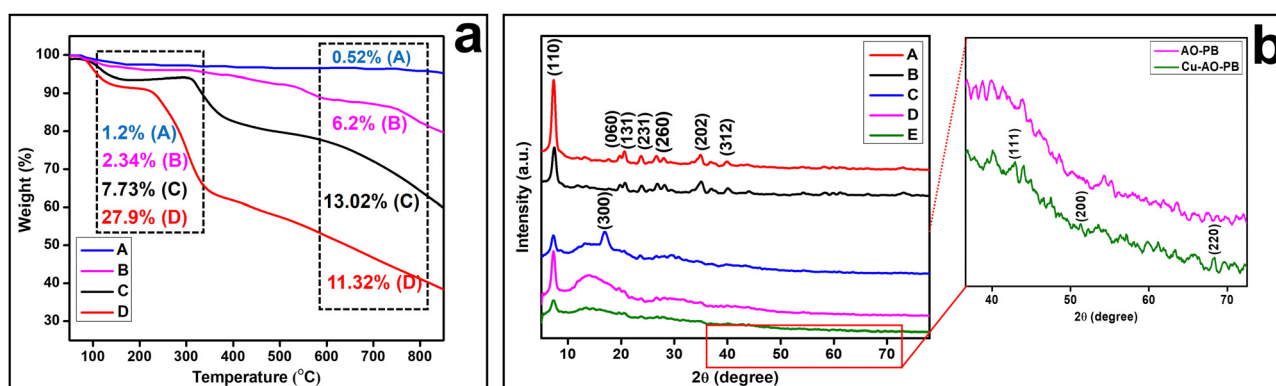 a
100
90
80
70
60
50
40
30
Weight (%)
0.52% (A)
6.2% (B)
13.02% (C)
11.32% (D)
1.2% (A)
2.34% (B)
7.73% (C)
27.9% (D)
A
B
C
D
100 200 300 400 500 600 700 800
Temperature (°C)
b
Intensity (a.u.)
(110)
(060)
(131)
(231)
(260)
(202)
(312)
(300)
A
B
C
D
E
10 20 30 40 50 60 70
2θ (degree)
AO-PB
Cu-AO-PB
(111)
(200)
(220)
40 50 60 70
2θ (degree)